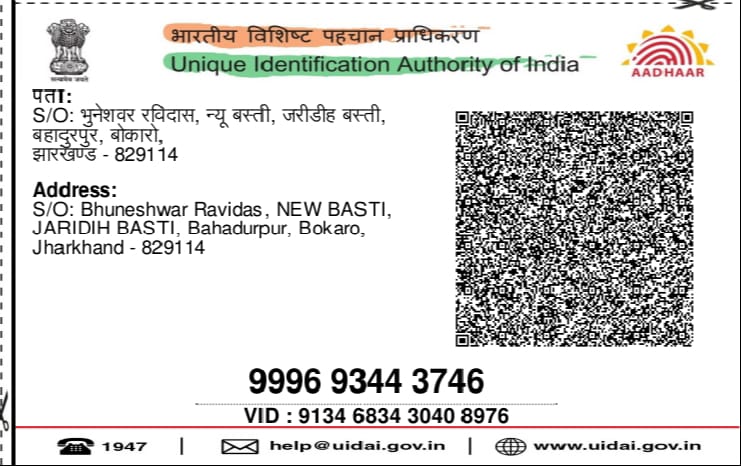 भारतीय विशिष्ट पहचान प्राधिकरण
Unique Identification Authority of India
सत्यमेव जयते
AADHAAR
पता:
S/O: भुनेशवर रविदास, न्यू बस्ती, जरीडीह बस्ती,
बहादुरपुर, बोकारो,
झारखण्ड - 829114
Address:
S/O: Bhuneshwar Ravidas, NEW BASTI,
JARIDIH BASTI, Bahadurpur, Bokaro,
Jharkhand - 829114
9996 9344 3746
VID : 9134 6834 3040 8976
1947 | help@uidai.gov.in | www.uidai.gov.in